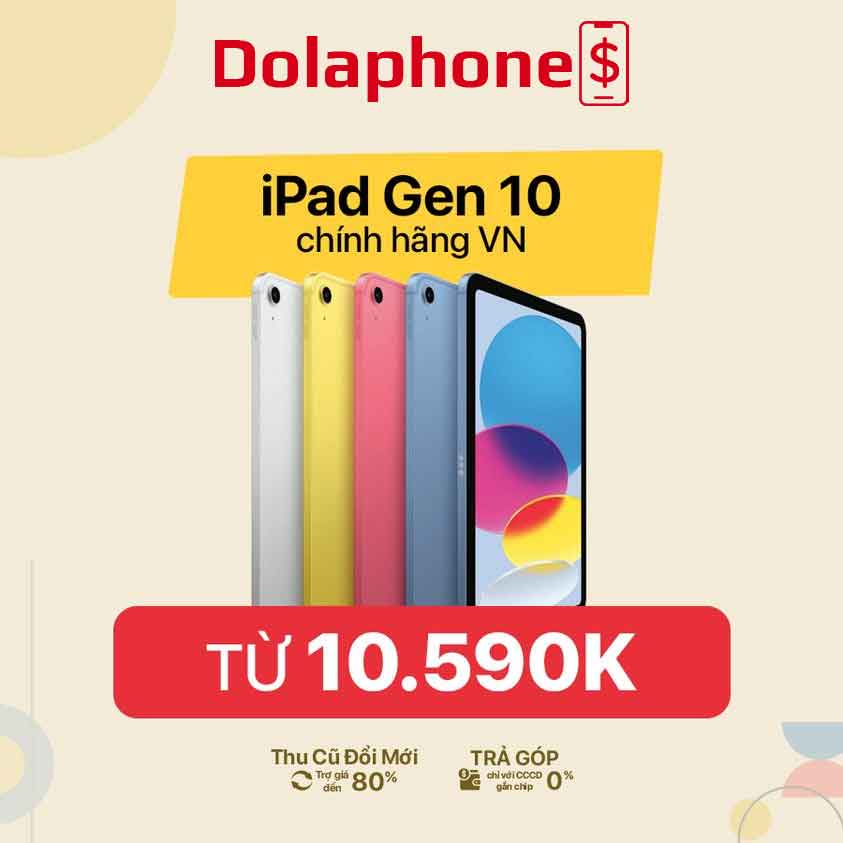 Dolaphone $
iPad Gen 10
chính hãng VN
TỪ 10.590K
Thu Cũ Đổi Mới
Trợ giá đến 80%
TRẢ GÓP
chỉ với CCCD gắn chip 0%